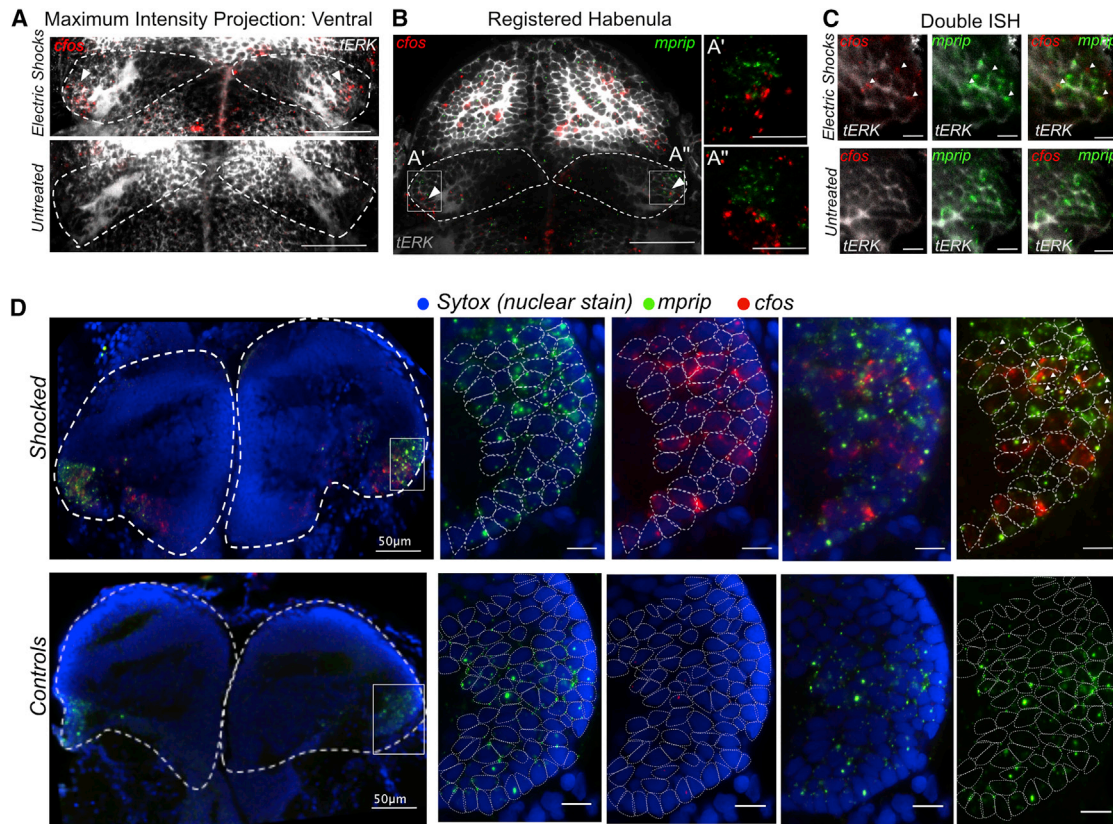 A Maximum Intensity Projection: Ventral
cfos
tERK
Electric Shocks
Untreated
B Registered Habenula
cfos
mprip
A'
A''
tERK
A'
A''
C Double ISH
Electric Shocks
cfos
mprip
cfos
mprip
tERK
Untreated
cfos
mprip
cfos
mprip
tERK
tERK
tERK
D
Sytox (nuclear stain) mprip cfos
Shocked
50µm
Controls
50µm